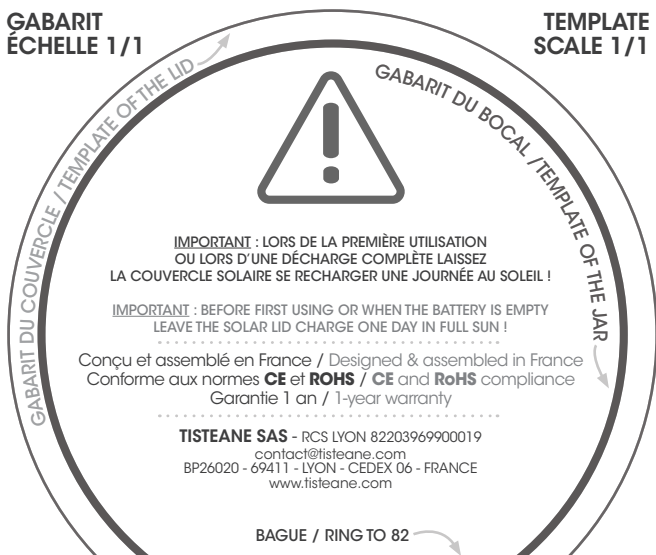 GABARIT
ÉCHELLE 1/1
TEMPLATE
SCALE 1/1
GABARIT DU COUVERCLE / TEMPLATE OF THE LID
GABARIT DU BOCAL / TEMPLATE OF THE JAR
IMPORTANT : LORS DE LA PREMIÈRE UTILISATION
OU LORS D'UNE DÉCHARGE COMPLÈTE LAISSEZ
LA COUVERCLE SOLAIRE SE RECHARGER UNE JOURNÉE AU SOLEIL !
IMPORTANT : BEFORE FIRST USING OR WHEN THE BATTERY IS EMPTY
LEAVE THE SOLAR LID CHARGE ONE DAY IN FULL SUN !
Conçu et assemblé en France / Designed & assembled in France
Conforme aux normes CE et ROHS / CE and RoHS compliance
Garantie 1 an / 1-year warranty
TISTEANE SAS - RCS LYON 82203969900019
contact@tisteane.com
BP26020 - 69411 - LYON - CEDEX 06 - FRANCE
www.tisteane.com
BAGUE / RING TO 82